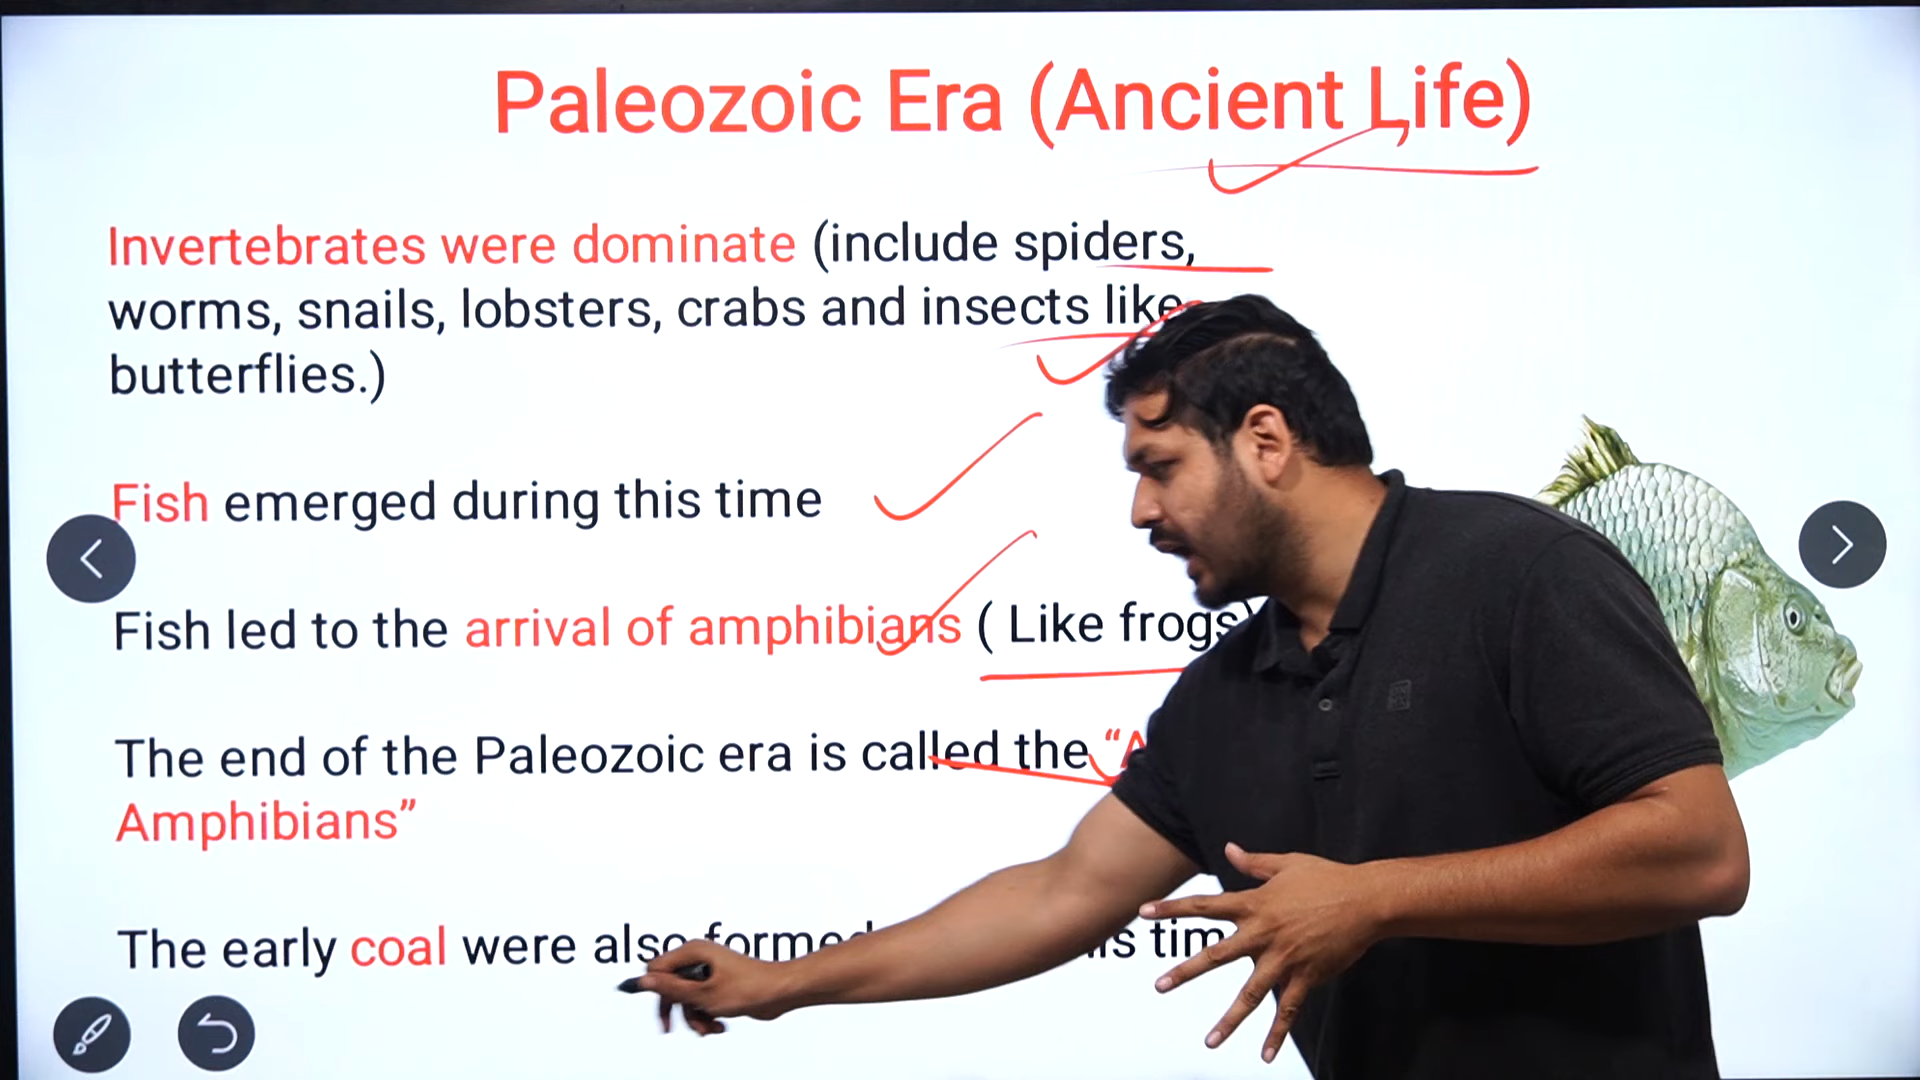 Paleozoic Era (Ancient Life)
Invertebrates were dominate (include spiders,
worms, snails, lobsters, crabs and insects like
butterflies.)
Fish emerged during this time
Fish led to the arrival of amphibians ( Like frogs)
The end of the Paleozoic era is called the “
Amphibians”
The early coal were also formed